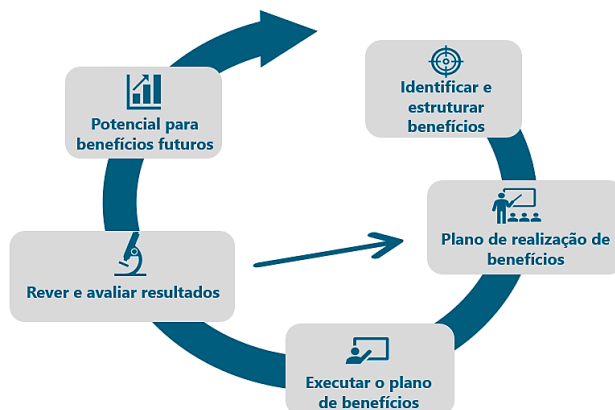 Identificar e
estruturar
benefícios
Plano de realização de
benefícios
Executar o plano
de benefícios
Rever e avaliar resultados
Potencial para
benefícios futuros